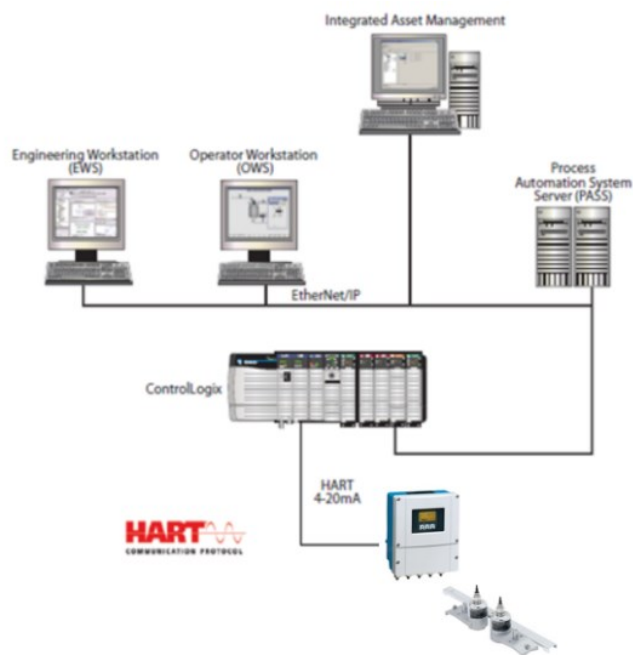 Integrated Asset Management
Engineering Workstation
(EWS)
Operator Workstation
(OWS)
Process
Automation System
Server (PASS)
EtherNet/IP
ControlLogix
HART
4-20mA
HART
COMMUNICATION PROTOCOL